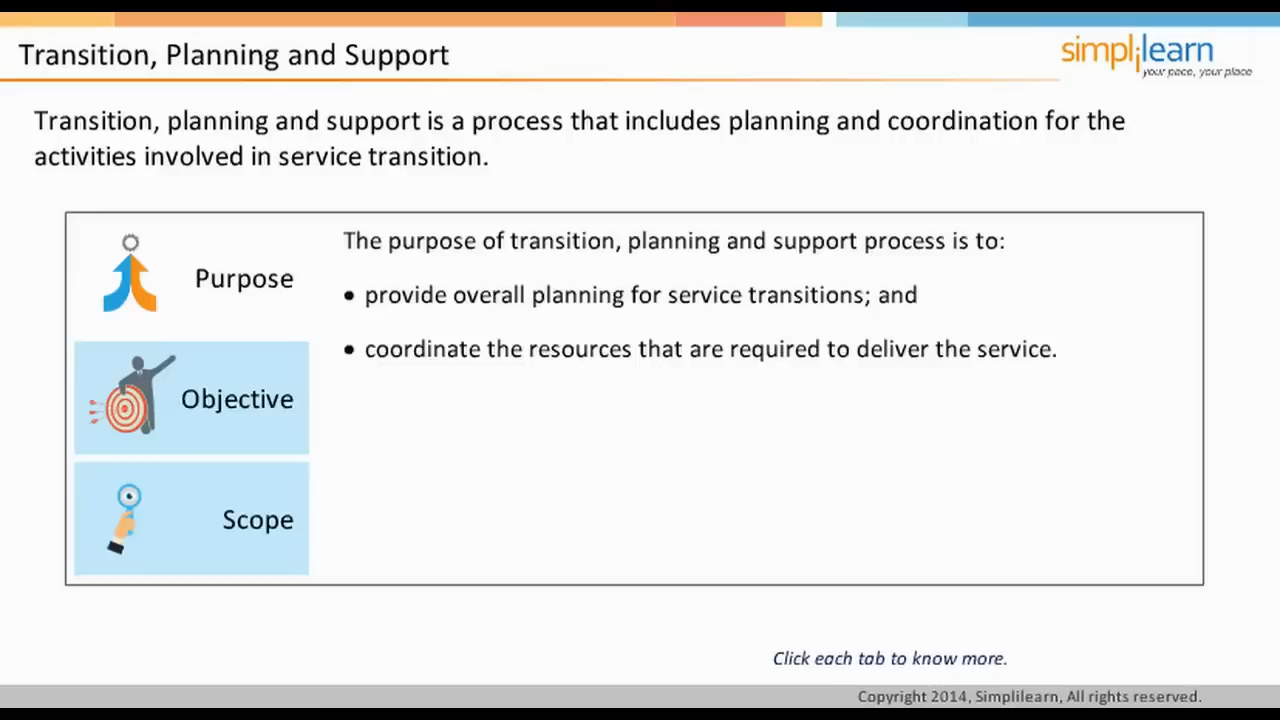 Transition, Planning and Support
simplilearn
your pace, your place
Transition, planning and support is a process that includes planning and coordination for the
activities involved in service transition.
Purpose
The purpose of transition, planning and support process is to:
• provide overall planning for service transitions; and
• coordinate the resources that are required to deliver the service.
Objective
Scope
Click each tab to know more.
Copyright 2014, Simplilearn, All rights reserved.